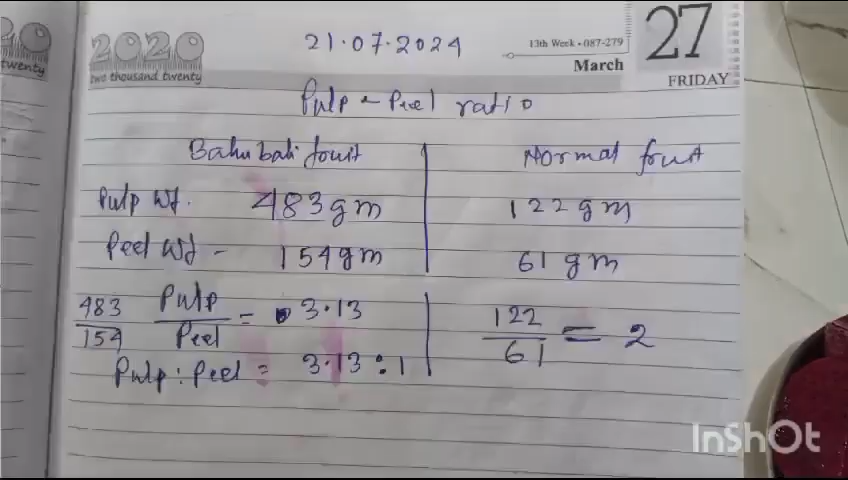 20
twenty
2020
two thousand twenty
21.07.2024
13th Week • 087-279
March
27
FRIDAY
Pulp - Peel ratio
Bahubali fruit
Normal fruit
Pulp Wt. 483gm 122gm
Peel Wt - 154gm 61gm
483/154 Pulp/Peel = 3.13 122/61 = 2
Pulp : Peel = 3.13 : 1
InShOt